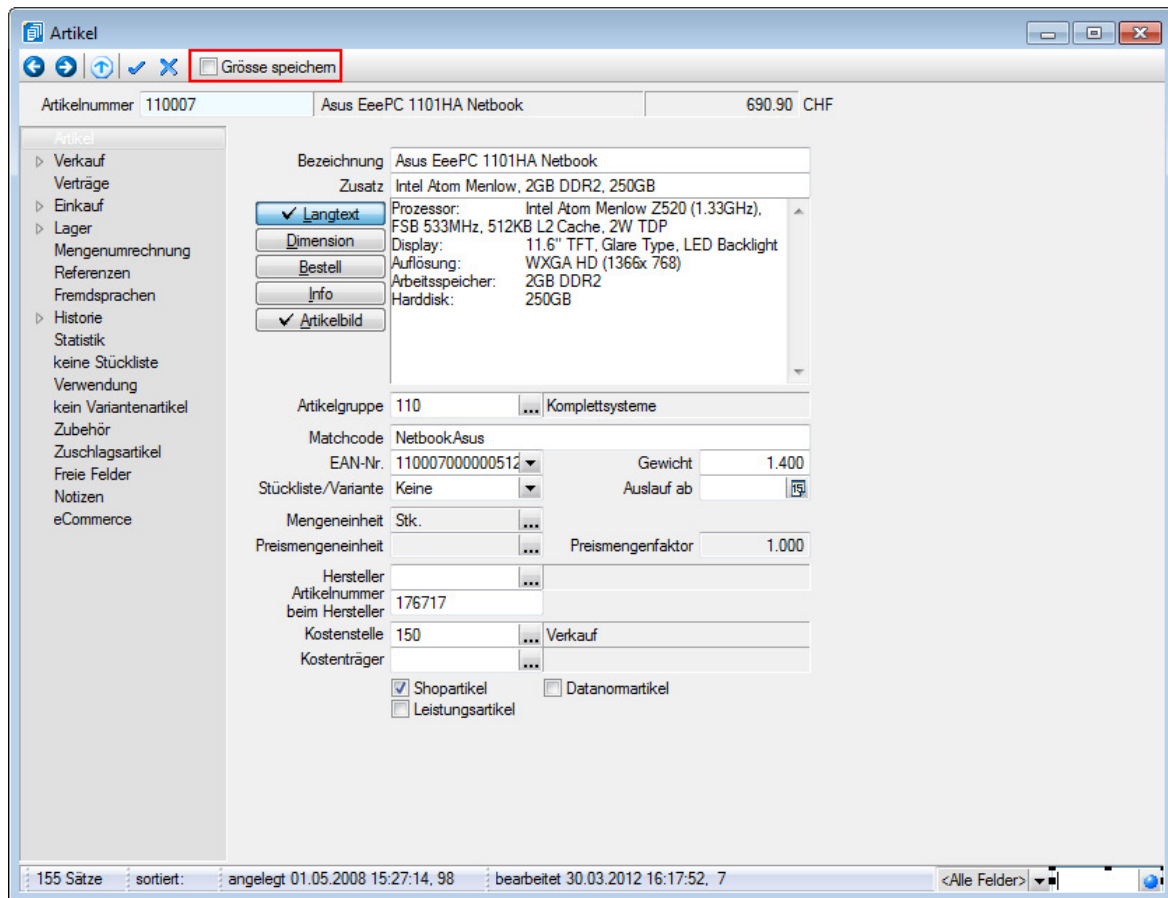 Artikel
Grösse speichern
Artikelnummer 110007 Asus EeePC 1101HA Netbook 690.90 CHF
Artikel
Verkauf
Verträge
Einkauf
Lager
Mengenumrechnung
Referenzen
Fremdsprachen
Historie
Statistik
keine Stückliste
Verwendung
kein Variantenartikel
Zubehör
Zuschlagsartikel
Freie Felder
Notizen
eCommerce
Bezeichnung Asus EeePC 1101HA Netbook
Zusatz Intel Atom Menlow, 2GB DDR2, 250GB
Langtext
Dimension
Bestell
Info
Artikelbild
Prozessor: Intel Atom Menlow Z520 (1.33GHz),
FSB 533MHz, 512KB L2 Cache, 2W TDP
Display: 11.6" TFT, Glare Type, LED Backlight
Auflösung: WXGA HD (1366x 768)
Arbeitsspeicher: 2GB DDR2
Harddisk: 250GB
Artikelgruppe 110 ... Komplettsysteme
Matchcode NetbookAsus
EAN-Nr. 110007000000512 Gewicht 1.400
Stückliste/Variante Keine Auslauf ab 15
Mengeneinheit Stk. ...
Preismengeneinheit ... Preismengenfaktor 1.000
Hersteller ...
Artikelnummer
beim Hersteller 176717
Kostenstelle 150 ... Verkauf
Kostenträger ...
Shopartikel Datanormartikel
Leistungsartikel
155 Sätze sortiert: angelegt 01.05.2008 15:27:14, 98 bearbeitet 30.03.2012 16:17:52, 7 <Alle Felder>